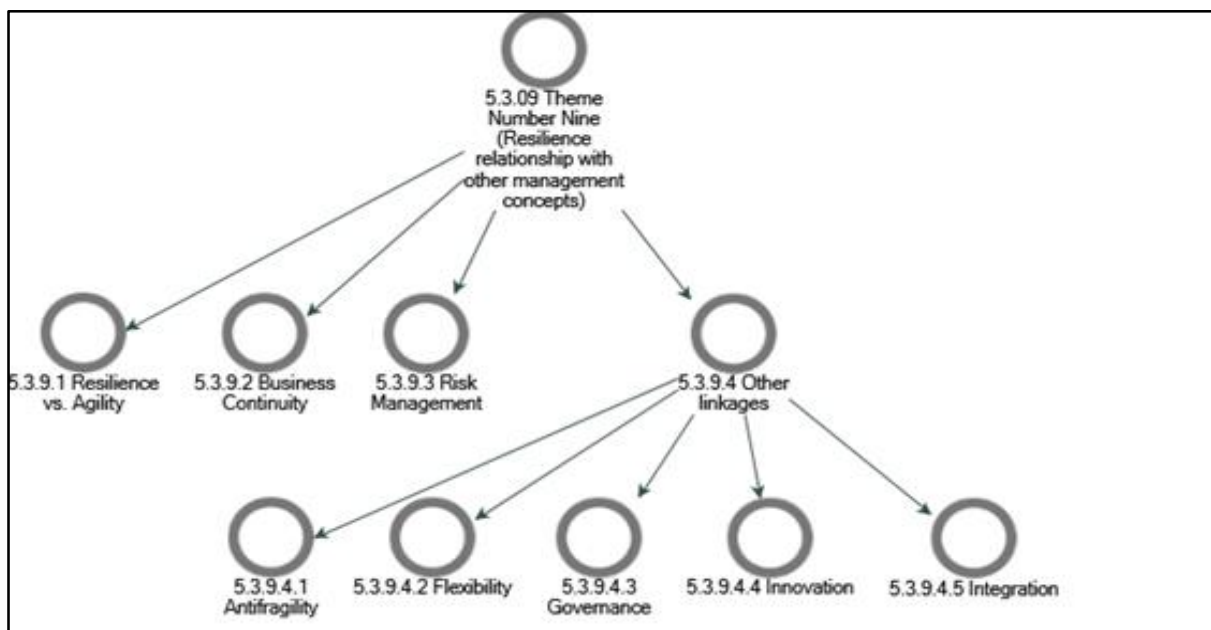 5.3.09 Theme
Number Nine
(Resilience
relationship with
other management
concepts)
5.3.9.1 Resilience
vs. Agility
5.3.9.2 Business
Continuity
5.3.9.3 Risk
Management
5.3.9.4 Other
linkages
5.3.9.4.1
Antifragility
5.3.9.4.2 Flexibility
5.3.9.4.3
Governance
5.3.9.4.4 Innovation
5.3.9.4.5 Integration